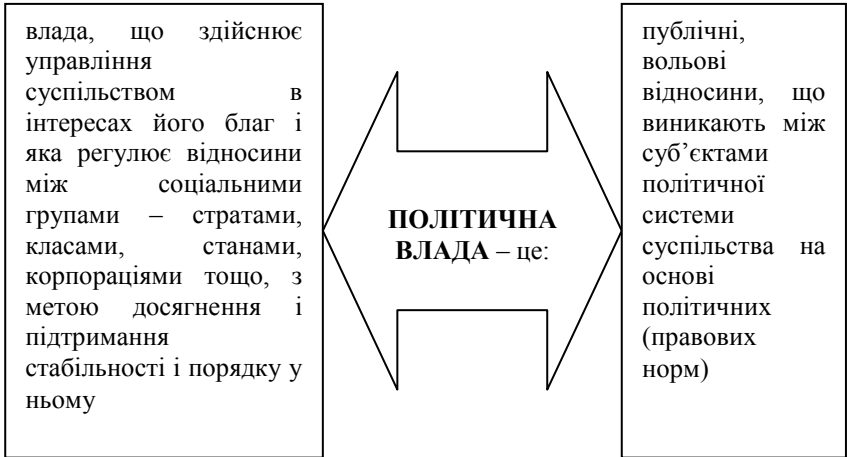 влада, що здійснює
управління
суспільством в
інтересах його благ і
яка регулює відносини
між соціальними
групами – стратами,
класами, станами,
корпораціями тощо, з
метою досягнення і
підтримання
стабільності і порядку у
ньому
ПОЛІТИЧНА
ВЛАДА – це:
публічні,
вольові
відносини, що
виникають між
суб’єктами
політичної
системи
суспільства на
основі
політичних
(правових
норм)